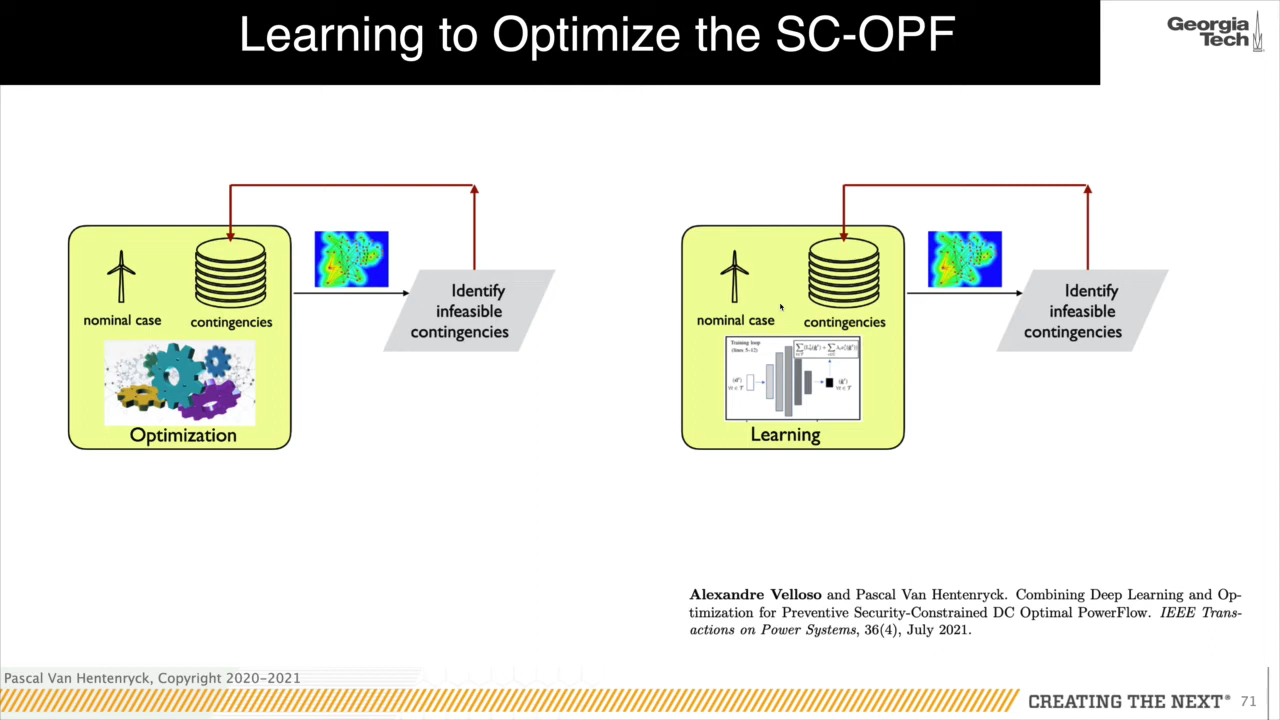 Learning to Optimize the SC-OPF
Georgia
Tech
nominal case
contingencies
Optimization
Identify
infeasible
contingencies
nominal case
contingencies
Training loop
(lines 5–12)
Learning
Identify
infeasible
contingencies
Alexandre Velloso and Pascal Van Hentenryck. Combining Deep Learning and Op-
timization for Preventive Security-Constrained DC Optimal PowerFlow. IEEE Trans-
actions on Power Systems, 36(4), July 2021.
Pascal Van Hentenryck, Copyright 2020-2021
CREATING THE NEXT®
71